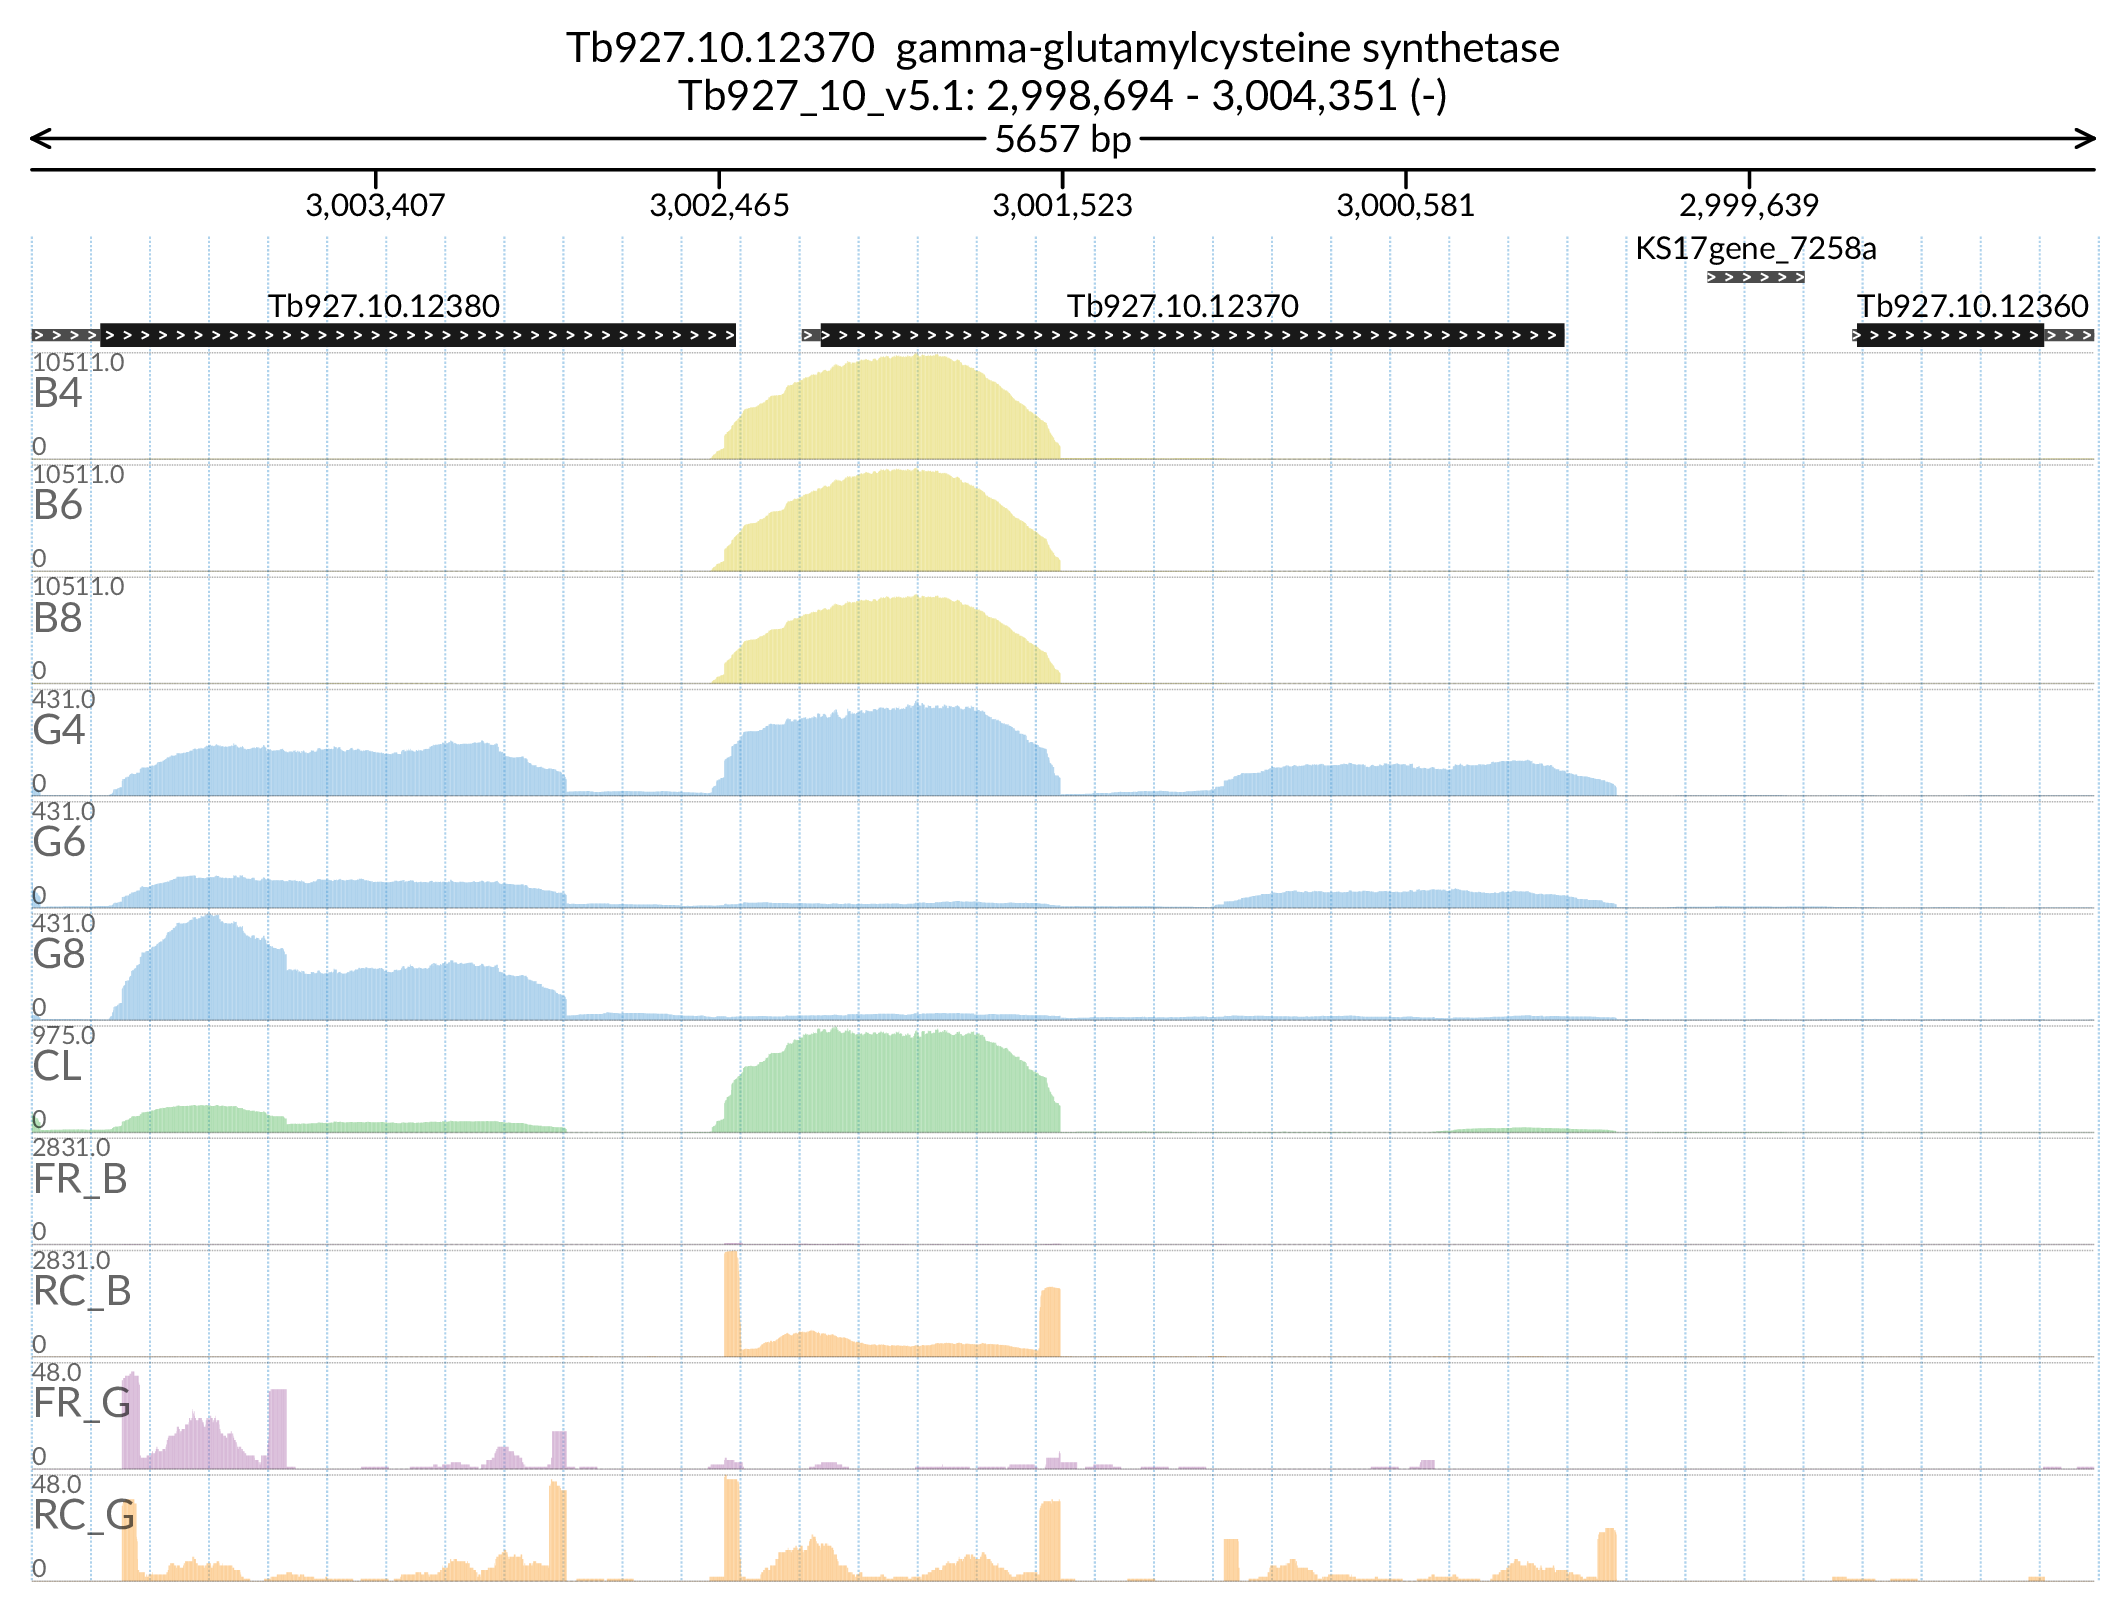 Tb927.10.12370  gamma-glutamylcysteine synthetase
Tb927_10_v5.1: 2,998,694 - 3,004,351 (-)
5657 bp
3,003,407 3,002,465 3,001,523 3,000,581 2,999,639
KS17gene_7258a
Tb927.10.12380 Tb927.10.12370 Tb927.10.12360
10511.0
B4
0
10511.0
B6
0
10511.0
B8
0
431.0
G4
0
431.0
G6
0
431.0
G8
0
975.0
CL
0
2831.0
FR_B
0
2831.0
RC_B
0
48.0
FR_G
0
48.0
RC_G
0